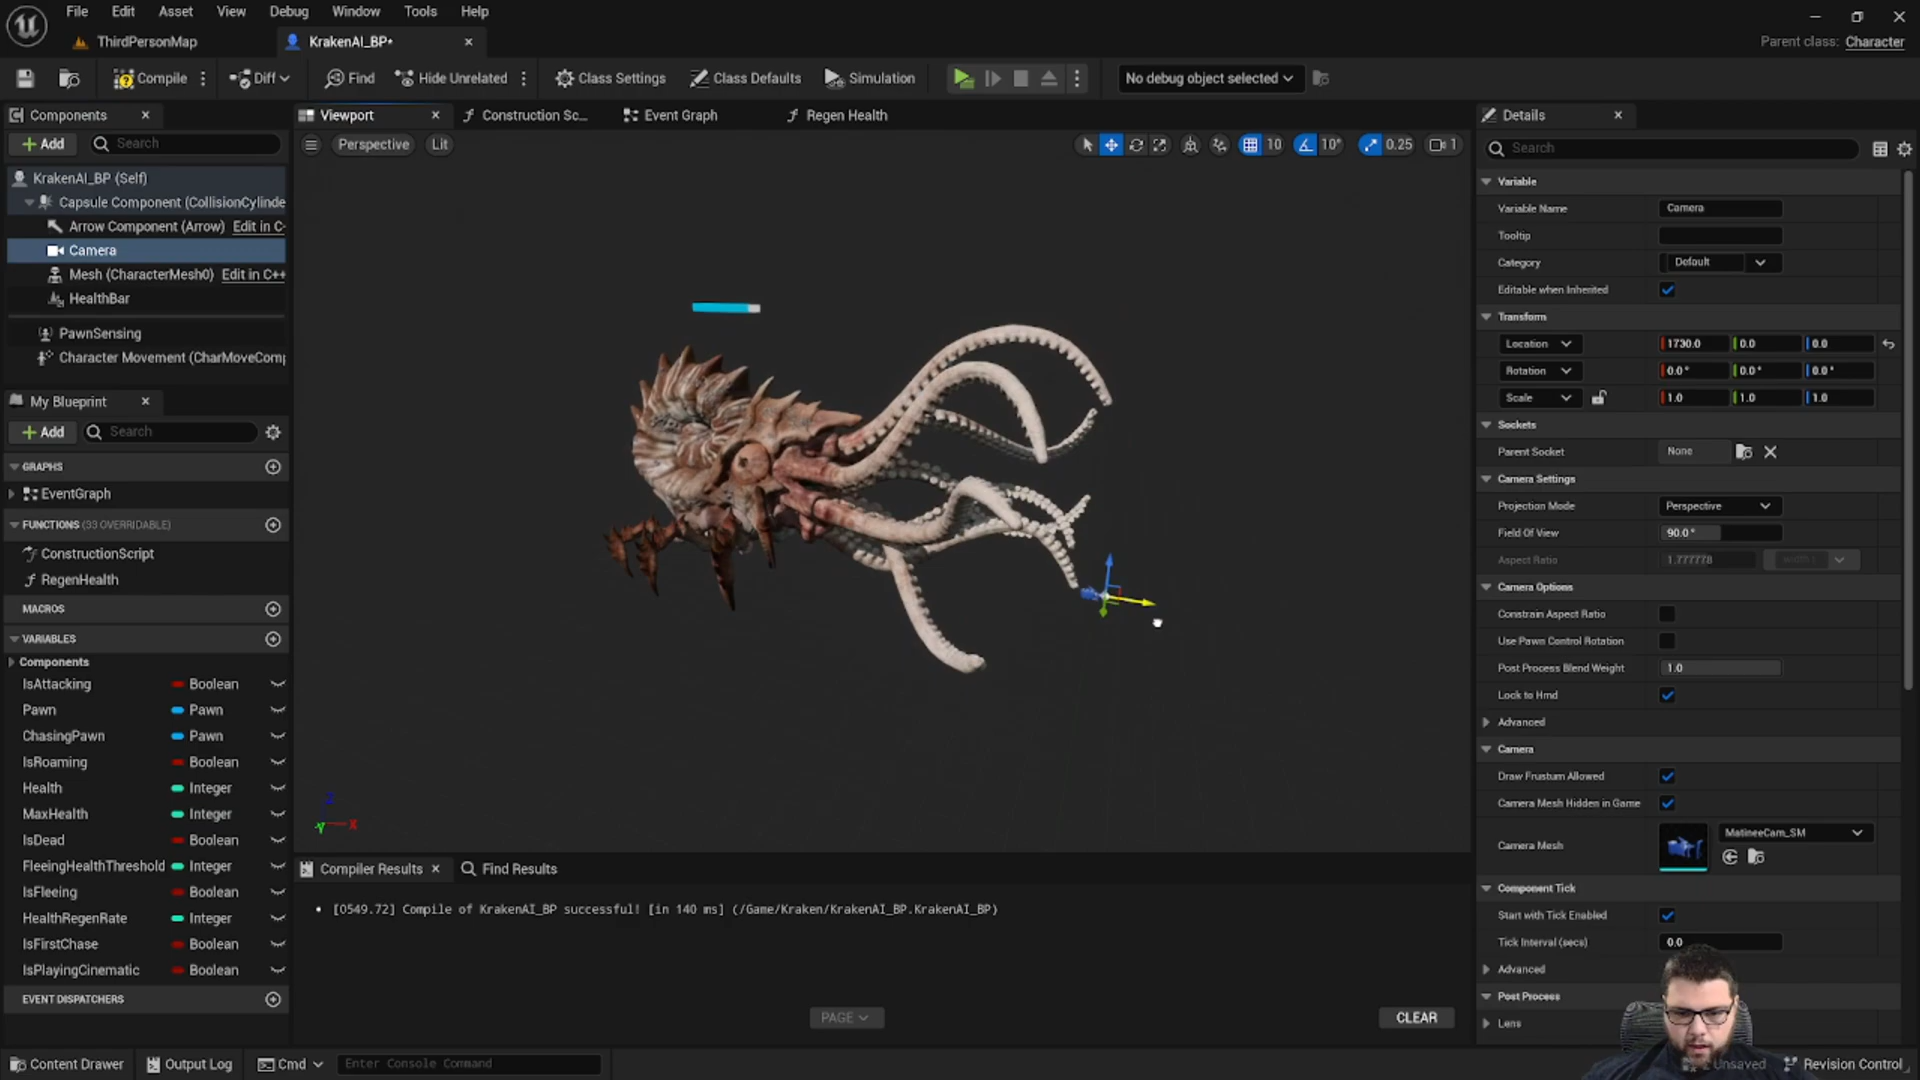 File Edit Asset View Debug Window Tools Help
ThirdPersonMap
KrakenAI_BP*
Parent class: Character
Compile
Diff
Find
Hide Unrelated
Class Settings
Class Defaults
Simulation
No debug object selected
Components
Viewport
Construction Sc...
Event Graph
Regen Health
Details
Add
Search
Perspective
Lit
10
10°
0.25
1
Search
KrakenAI_BP (Self)
Capsule Component (CollisionCylinde
Arrow Component (Arrow) Edit in C
Camera
Mesh (CharacterMesh0) Edit in C++
HealthBar
PawnSensing
Character Movement (CharMoveComp
My Blueprint
Add
Search
GRAPHS
EventGraph
FUNCTIONS (33 OVERRIDABLE)
ConstructionScript
RegenHealth
MACROS
VARIABLES
Components
IsAttacking Boolean
Pawn Pawn
ChasingPawn Pawn
IsRoaming Boolean
Health Integer
MaxHealth Integer
IsDead Boolean
FleeingHealthThreshold Integer
IsFleeing Boolean
HealthRegenRate Integer
IsFirstChase Boolean
IsPlayingCinematic Boolean
EVENT DISPATCHERS
Z
Y
X
Compiler Results
Find Results
[0549.72] Compile of KrakenAI_BP successful! [in 140 ms] (/Game/Kraken/KrakenAI_BP.KrakenAI_BP)
PAGE
CLEAR
Variable
Variable Name Camera
Tooltip
Category Default
Editable when Inherited
Transform
Location 1730.0 0.0 0.0
Rotation 0.0° 0.0° 0.0°
Scale 1.0 1.0 1.0
Sockets
Parent Socket None
Camera Settings
Projection Mode Perspective
Field Of View 90.0°
Aspect Ratio 1.777778
Camera Options
Constrain Aspect Ratio
Use Pawn Control Rotation
Post Process Blend Weight 1.0
Lock to Hmd
Advanced
Camera
Draw Frustum Allowed
Camera Mesh Hidden in Game
MatineeCam_SM
Camera Mesh
Component Tick
Start with Tick Enabled
Tick Interval (secs) 0.0
Advanced
Post Process
Lens
Content Drawer
Output Log
Cmd
Enter Console Command
Unsaved
Revision Control